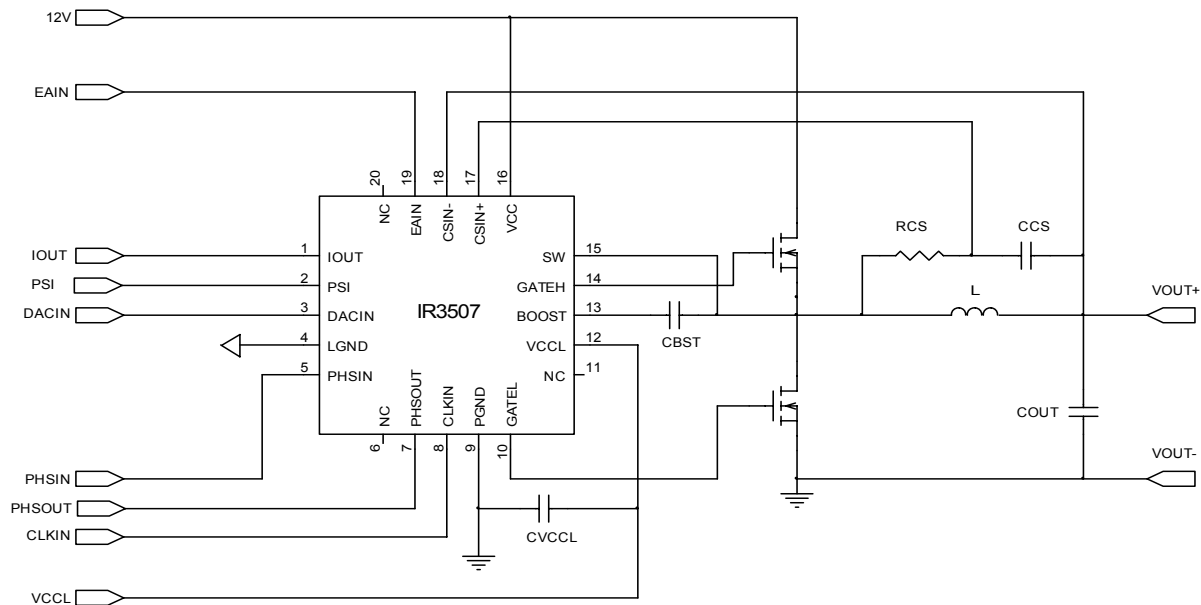 12V
EAIN
20
19
18
17
16
NC
EAIN
CSIN-
CSIN+
VCC
RCS
CCS
IOUT
1
IOUT
SW
15
PSI
2
PSI
GATEH
14
L
VOUT+
DACIN
3
DACIN
IR3507
BOOST
13
CBST
4
LGND
VCCL
12
5
PHSIN
NC
11
NC
PHSOUT
CLKIN
PGND
GATEL
6
7
8
9
10
COUT
VOUT-
PHSIN
PHSOUT
CLKIN
CVCCL
VCCL